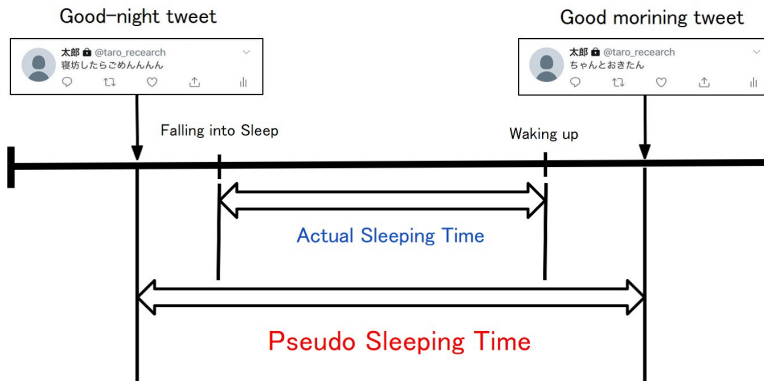 Good-night tweet
太郎 @taro_recearch
寝坊したらごめんんんん
Good morining tweet
太郎 @taro_recearch
ちゃんとおきたん
Falling into Sleep
Waking up
Actual Sleeping Time
Pseudo Sleeping Time